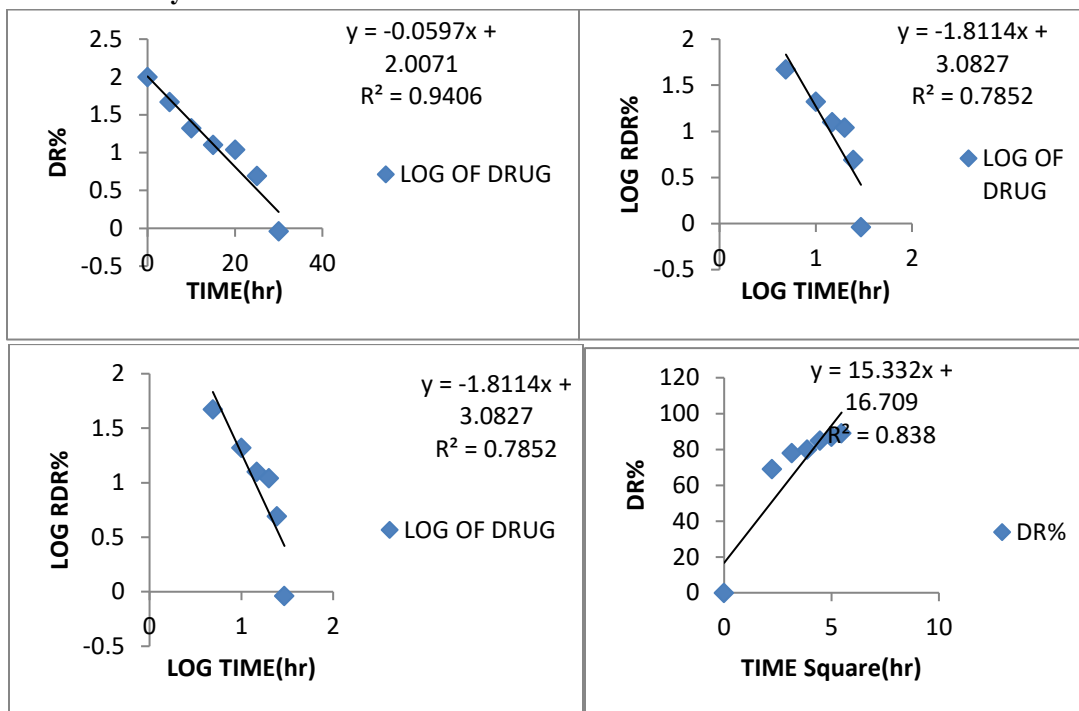 y = -0.0597x +
2.0071
R² = 0.9406
2.5
2
1.5
1
0.5
0
-0.5
0
20
40
DR%
TIME(hr)
LOG OF DRUG
y = -1.8114x +
3.0827
R² = 0.7852
2
1.5
1
0.5
0
-0.5
0
1
2
LOG RDR%
LOG TIME(hr)
LOG OF
DRUG
y = -1.8114x +
3.0827
R² = 0.7852
2
1.5
1
0.5
0
-0.5
0
1
2
LOG RDR%
LOG TIME(hr)
LOG OF DRUG
y = 15.332x +
16.709
R² = 0.838
120
100
80
60
40
20
0
0
5
10
DR%
TIME Square(hr)
DR%